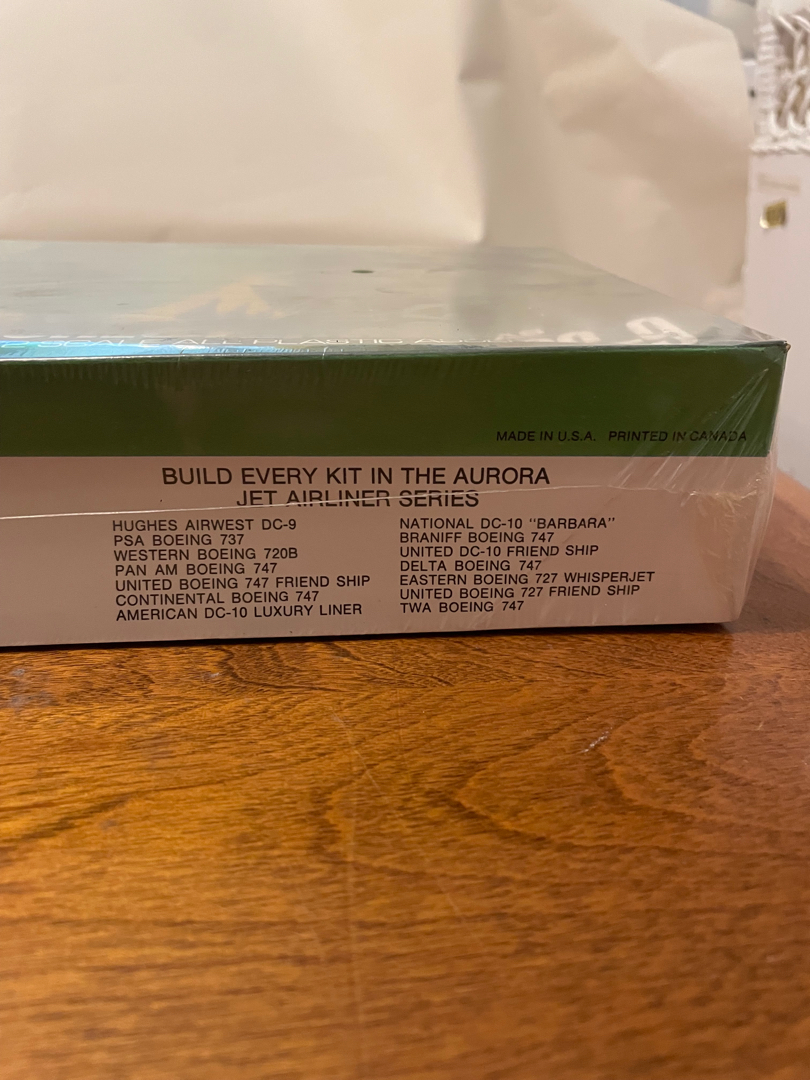 SCALE ALL PLASTIC
MADE IN U.S.A. PRINTED IN CANADA
BUILD EVERY KIT IN THE AURORA
JET AIRLINER SERIES
HUGHES AIRWEST DC-9
PSA BOEING 737
WESTERN BOEING 720B
PAN AM BOEING 747
UNITED BOEING 747 FRIEND SHIP
CONTINENTAL BOEING 747
AMERICAN DC-10 LUXURY LINER
NATIONAL DC-10 "BARBARA"
BRANIFF BOEING 747
UNITED DC-10 FRIEND SHIP
DELTA BOEING 747
EASTERN BOEING 727 WHISPERJET
UNITED BOEING 727 FRIEND SHIP
TWA BOEING 747